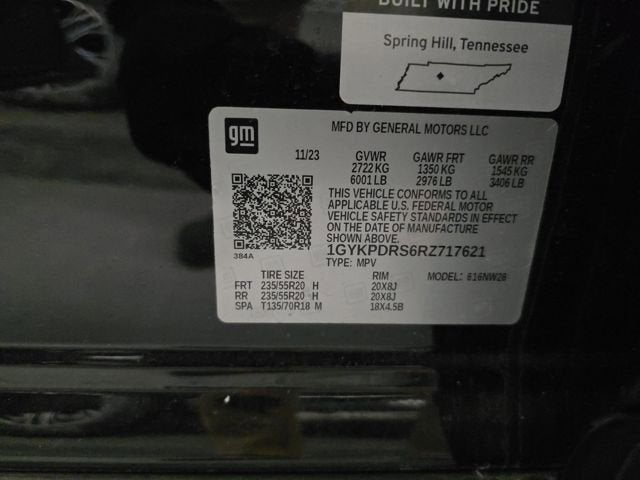 BUILT WITH PRIDE
Spring Hill, Tennessee
gm
MFD BY GENERAL MOTORS LLC
11/23 GVWR GAWR FRT GAWR RR
2722 KG 1350 KG 1545 KG
6001 LB 2976 LB 3406 LB
THIS VEHICLE CONFORMS TO ALL
APPLICABLE U.S. FEDERAL MOTOR
VEHICLE SAFETY STANDARDS IN EFFECT
ON THE DATE OF MANUFACTURE
SHOWN ABOVE.
384A 1GYKPDRS6RZ717621
TYPE: MPV
TIRE SIZE RIM MODEL: 616NW26
FRT 235/55R20 H 20X8J
RR 235/55R20 H 20X8J
SPA T135/70R18 M 18X4.5B